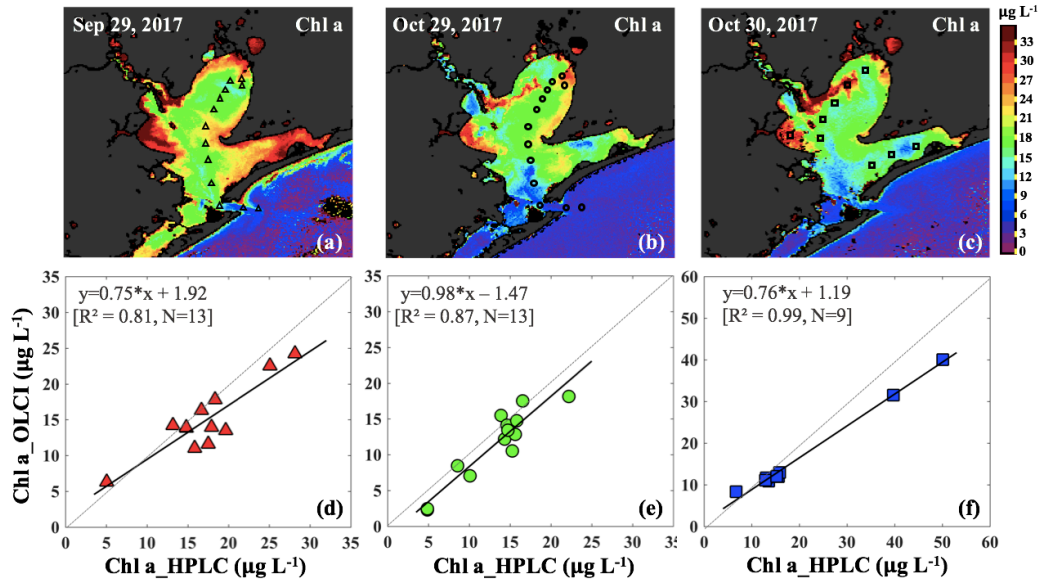 Sep 29, 2017 Chl a
Oct 29, 2017 Chl a
Oct 30, 2017 Chl a
µg L⁻¹
33
30
27
24
21
18
15
12
9
6
3
0
(a)
(b)
(c)
y=0.75*x + 1.92
[R² = 0.81, N=13]
y=0.98*x – 1.47
[R² = 0.87, N=13]
y=0.76*x + 1.19
[R² = 0.99, N=9]
Chl a_OLCI (µg L⁻¹)
35
30
25
20
15
10
5
0
(d)
0 5 10 15 20 25 30 35
Chl a_HPLC (µg L⁻¹)
35
30
25
20
15
10
5
0
(e)
0 5 10 15 20 25 30 35
Chl a_HPLC (µg L⁻¹)
60
50
40
30
20
10
0
(f)
0 10 20 30 40 50 60
Chl a_HPLC (µg L⁻¹)